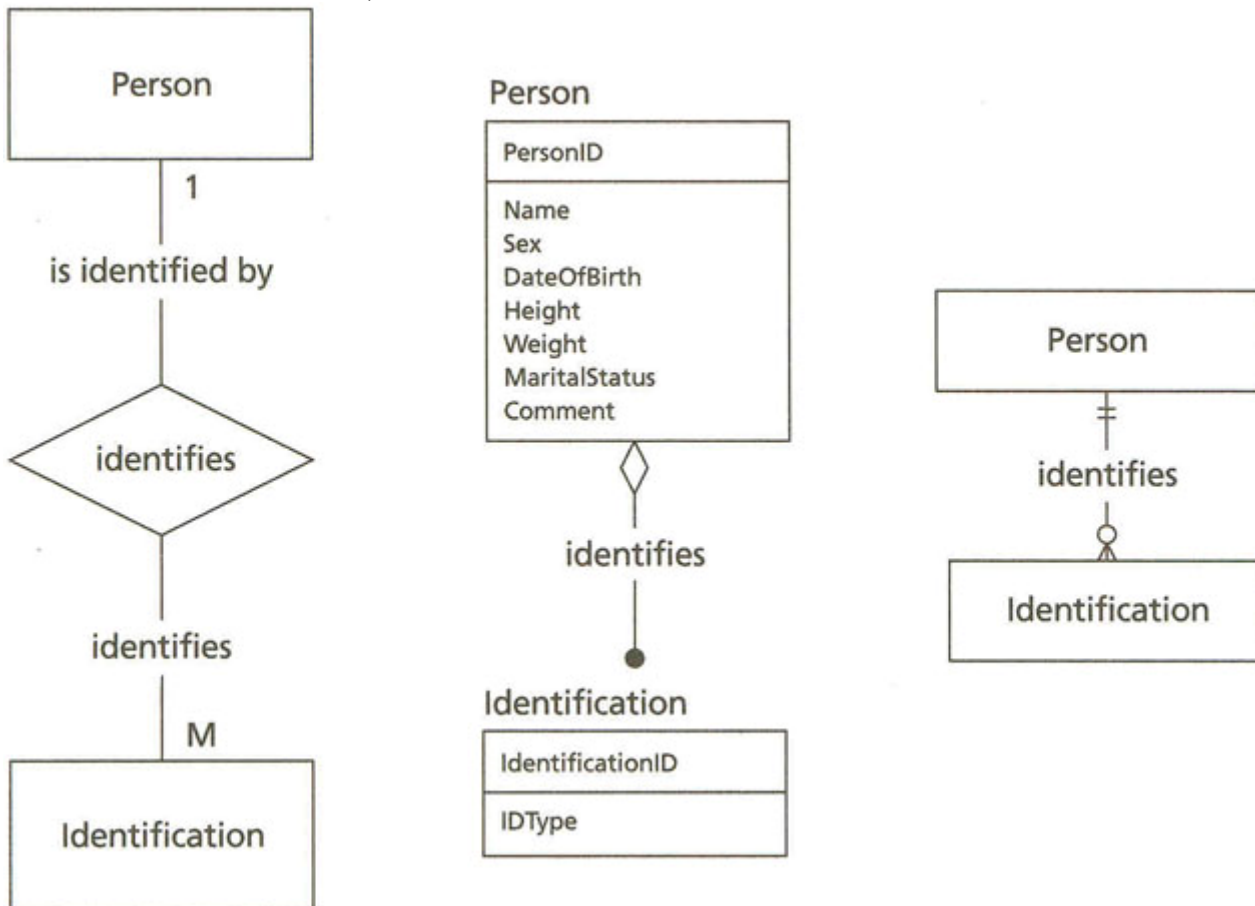 Person
1
is identified by
identifies
identifies
M
Identification
Person
PersonID
Name
Sex
DateOfBirth
Height
Weight
MaritalStatus
Comment
identifies
Identification
IdentificationID
IDType
Person
identifies
Identification